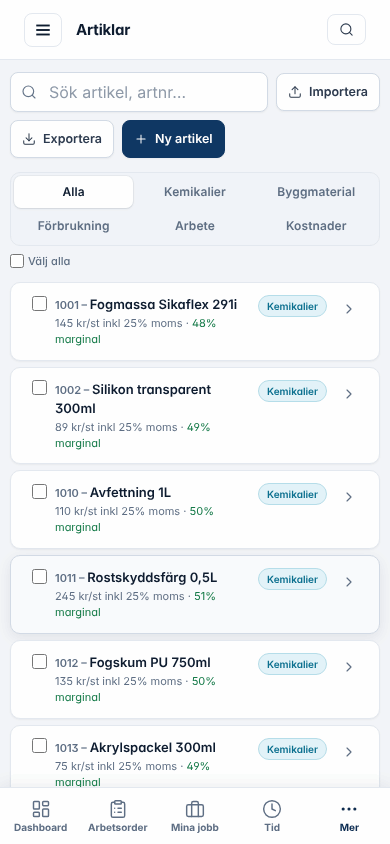 Artiklar
Sök artikel, artnr...
Importera
Exportera
Ny artikel
Alla
Kemikalier
Byggmaterial
Förbrukning
Arbete
Kostnader
Välj alla
1001 – Fogmassa Sikaflex 291i
145 kr/st inkl 25% moms · 48%
marginal
Kemikalier
1002 – Silikon transparent
300ml
89 kr/st inkl 25% moms · 49%
marginal
Kemikalier
1010 – Avfettning 1L
110 kr/st inkl 25% moms · 50%
marginal
Kemikalier
1011 – Rostskyddsfärg 0,5L
245 kr/st inkl 25% moms · 51%
marginal
Kemikalier
1012 – Fogskum PU 750ml
135 kr/st inkl 25% moms · 50%
marginal
Kemikalier
1013 – Akrylspackel 300ml
75 kr/st inkl 25% moms · 49%
marginal
Kemikalier
Dashboard
Arbetsorder
Mina jobb
Tid
Mer